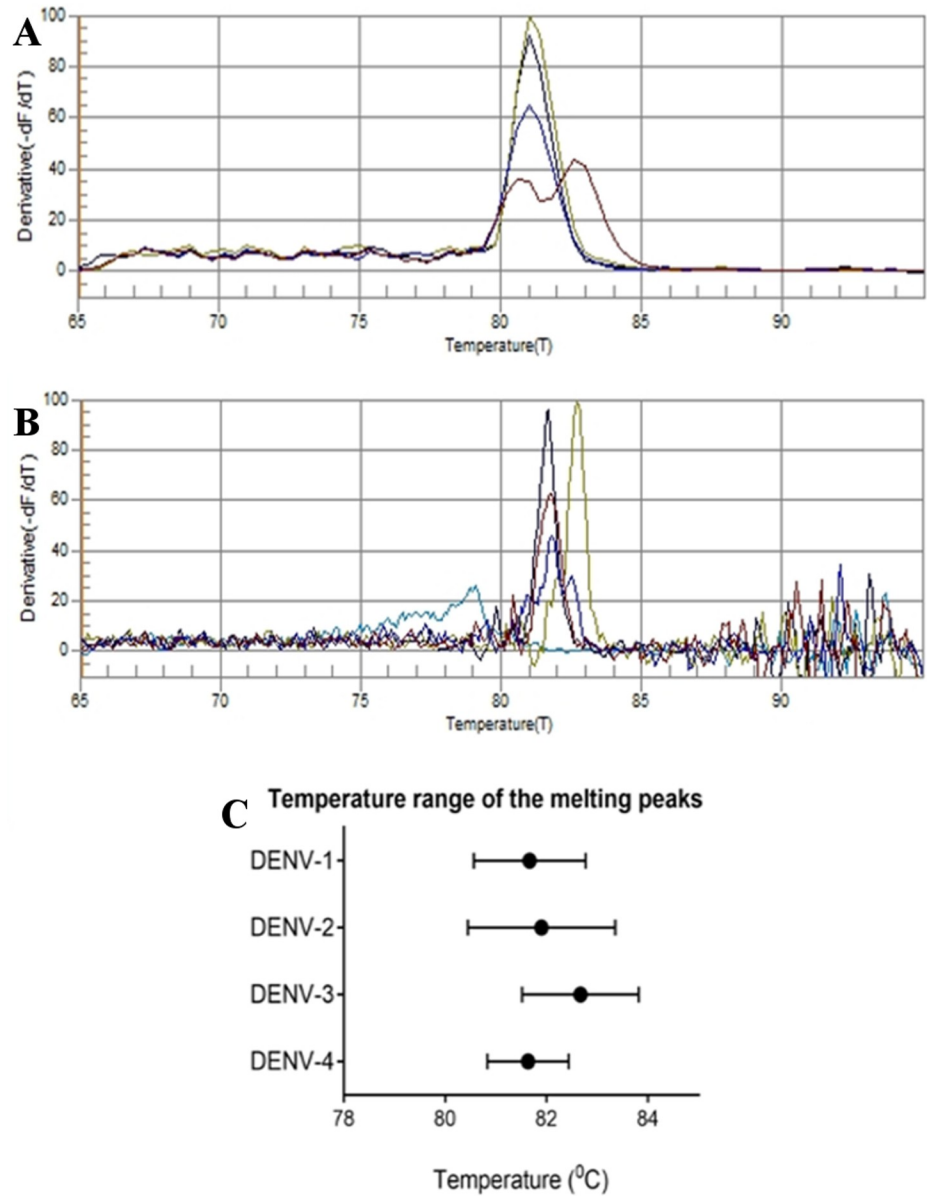 A
Derivative(-dF/dT)
100
80
60
40
20
0
65 70 75 80 85 90
Temperature(T)
B
Derivative(-dF/dT)
100
80
60
40
20
0
65 70 75 80 85 90
Temperature(T)
C Temperature range of the melting peaks
DENV-1
DENV-2
DENV-3
DENV-4
78 80 82 84
Temperature (⁰C)